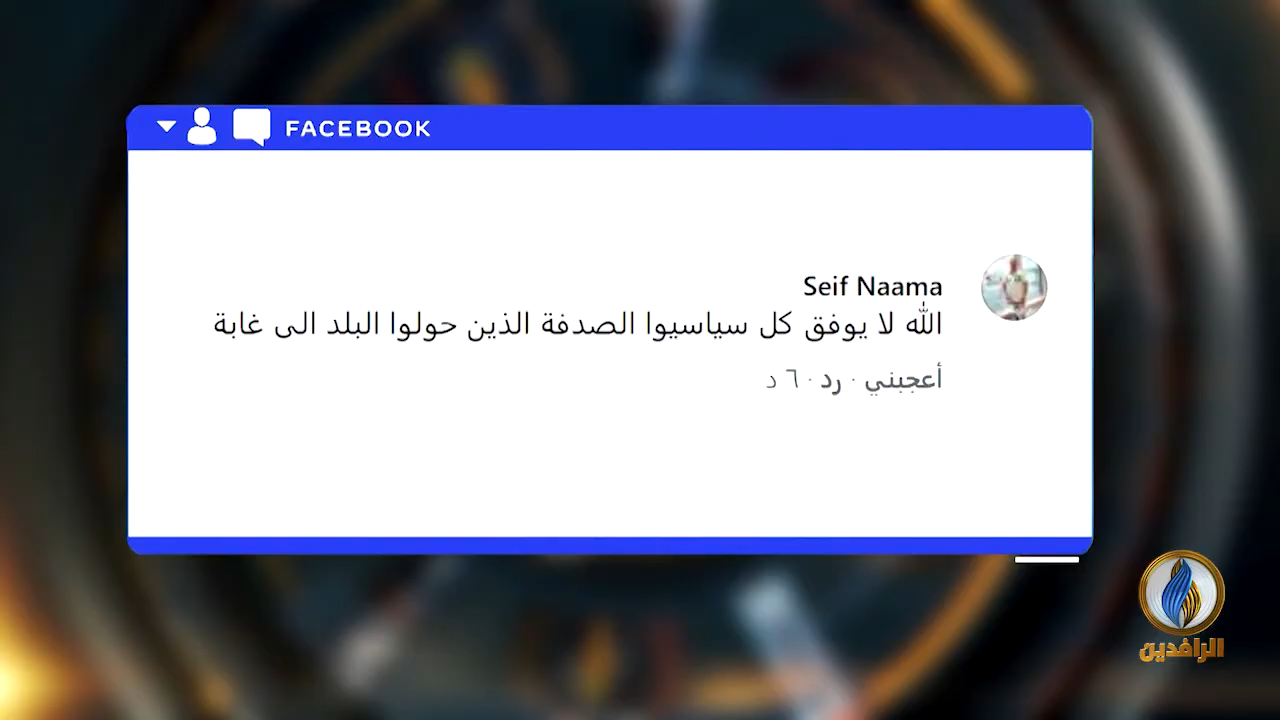 FACEBOOK
Seif Naama
الله لا يوفق كل سياسيوا الصدفة الذين حولوا البلد الى غابة
أعجبني · رد · ٦ د
الرافدين